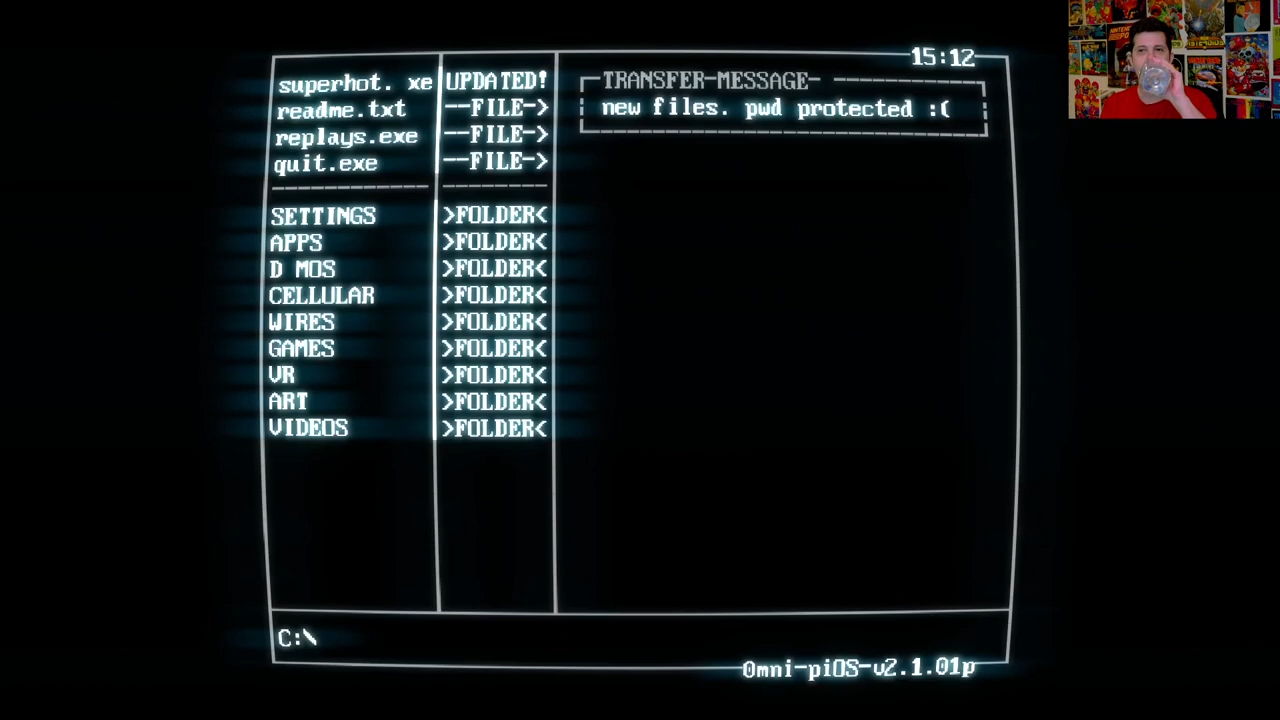 15:12
superhot. xe UPDATED!
readme.txt --FILE->
replays.exe --FILE->
quit.exe --FILE->
SETTINGS >FOLDER<
APPS >FOLDER<
D MOS >FOLDER<
CELLULAR >FOLDER<
WIRES >FOLDER<
GAMES >FOLDER<
VR >FOLDER<
ART >FOLDER<
VIDEOS >FOLDER<
TRANSFER-MESSAGE
new files. pwd protected :(
C:\
0mni-piOS-v2.1.01p